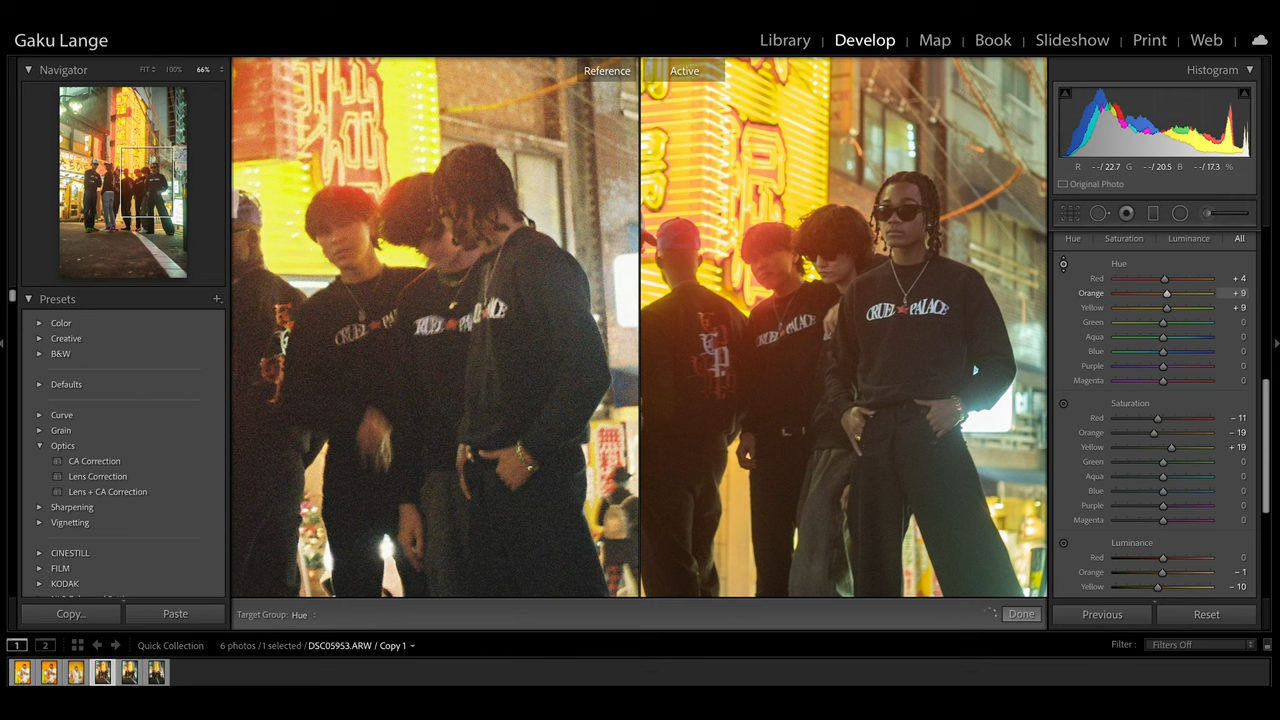 Gaku Lange
Library | Develop | Map | Book | Slideshow | Print | Web |
Navigator FIT 100% 66%
Reference
Active
Histogram
R --/ 22.7 G --/ 20.5 B --/ 17.3 %
Original Photo
Hue Saturation Luminance All
Hue
Red + 4
Orange + 9
Yellow + 9
Green 0
Aqua 0
Blue 0
Purple 0
Magenta 0
Saturation
Red – 11
Orange – 19
Yellow + 19
Green 0
Aqua 0
Blue 0
Purple 0
Magenta 0
Luminance
Red 0
Orange – 1
Yellow – 10
Presets +
Color
Creative
B&W
Defaults
Curve
Grain
Optics
CA Correction
Lens Correction
Lens + CA Correction
Sharpening
Vignetting
CINESTILL
FILM
KODAK
CRUEL PALACE
CRUEL PALACE
Copy... Paste
Target Group: Hue
Done
Previous Reset
1 2 Quick Collection 6 photos / 1 selected / DSC05953.ARW / Copy 1
Filter : Filters Off